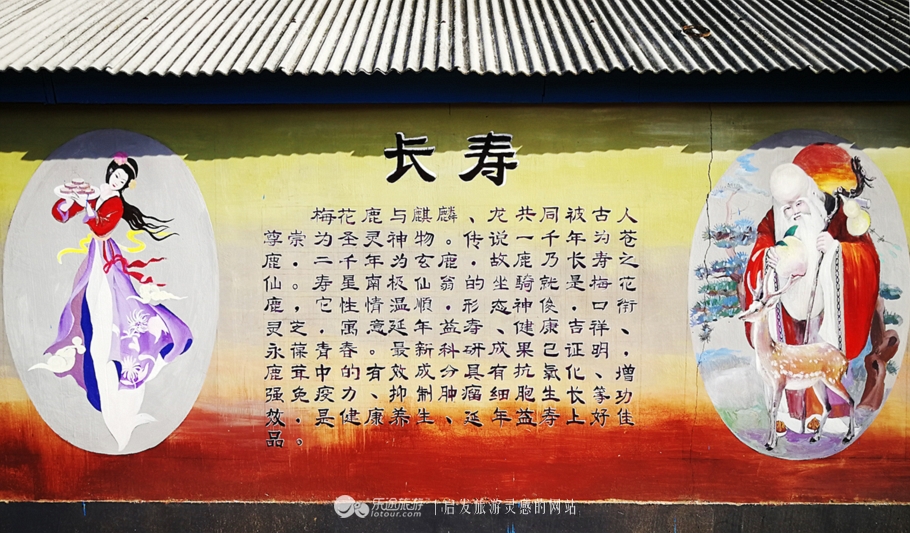 长寿
梅花鹿与麒麟、龙共同被古人
尊崇为圣灵神物。传说一千年为苍
鹿，二千年为玄鹿，故鹿乃长寿之
仙。寿星南极仙翁的坐骑就是梅花
鹿，它性情温顺，形态神俊，口衔
灵芝，寓意延年益寿、健康吉祥、
永葆青春。最新科研成果已证明，
鹿茸中的有效成分具有抗氧化、增
强免疫力、抑制肿瘤细胞生长等功
效，是健康养生、延年益寿上好佳
品。
乐途旅游
lotour.com
启发旅游灵感的网站